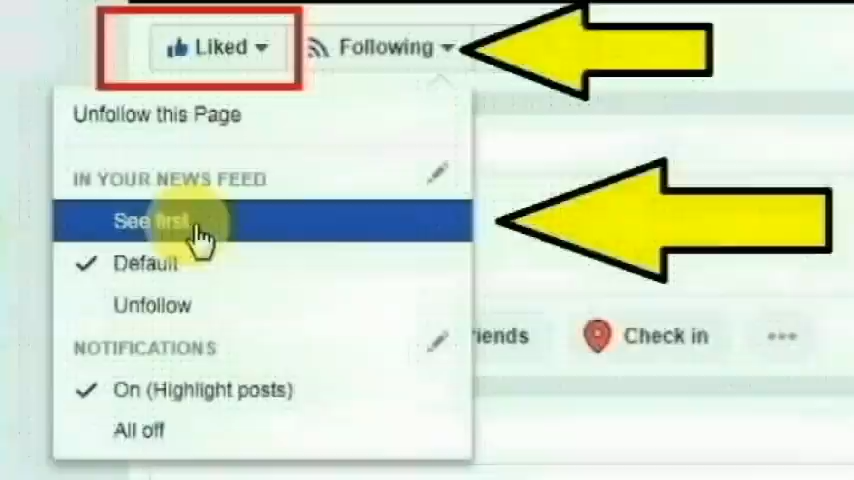 Liked
Following
Unfollow this Page
IN YOUR NEWS FEED
See first
Default
Unfollow
riends
Check in
NOTIFICATIONS
On (Highlight posts)
All off